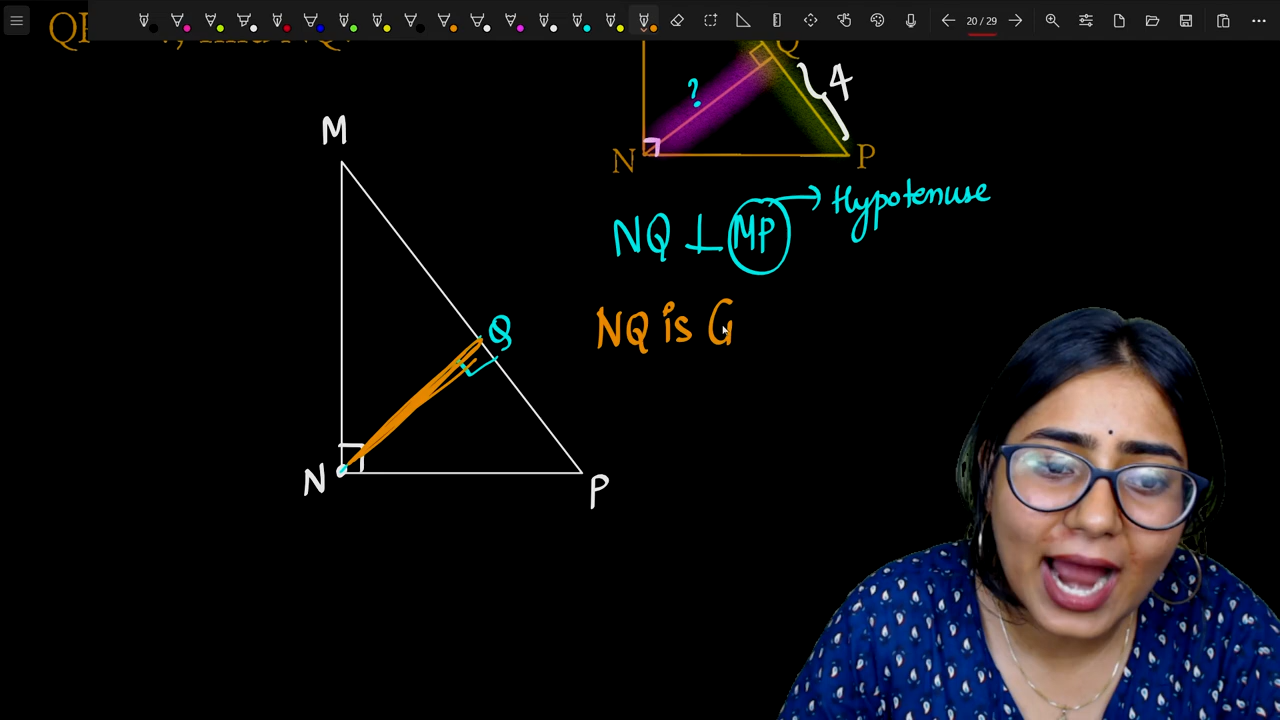 20 / 29
Q
4
?
N
P
M
NQ ⊥ MP → Hypotenuse
NQ is G
Q
N
P